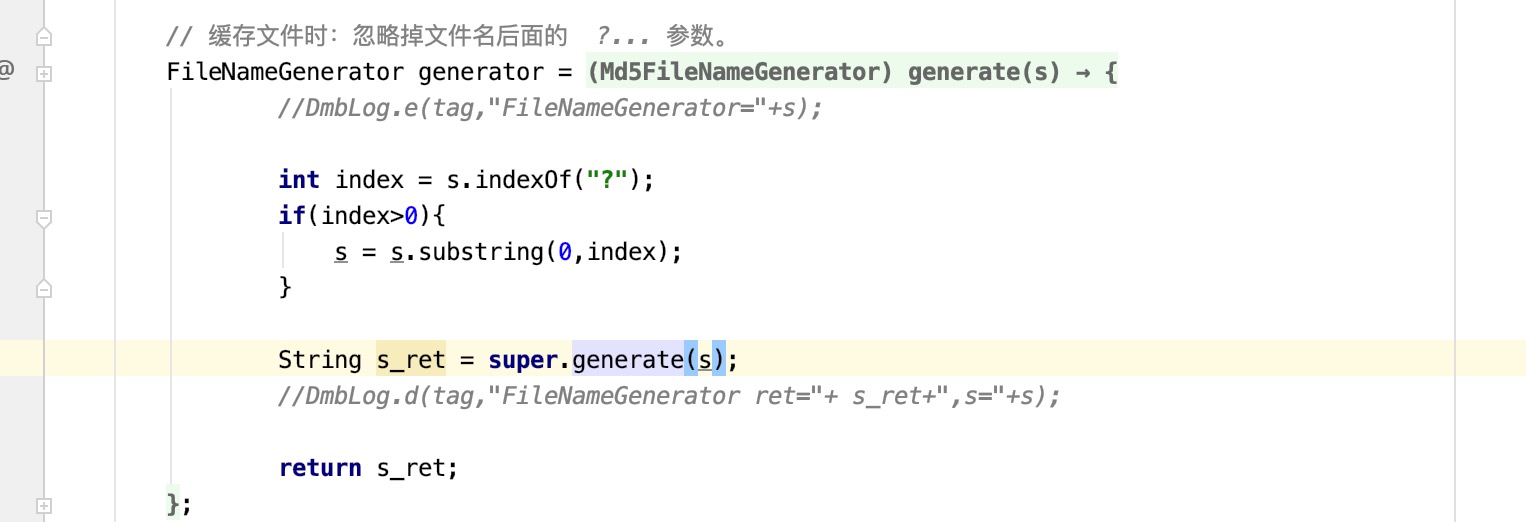 // 缓存文件时：忽略掉文件名后面的  ?... 参数。
@
FileNameGenerator generator = (Md5FileNameGenerator) generate(s) → {
//DmbLog.e(tag,"FileNameGenerator="+s);
int index = s.indexOf("?");
if(index>0){
s = s.substring(0,index);
}
String s_ret = super.generate(s);
//DmbLog.d(tag,"FileNameGenerator ret="+ s_ret+",s="+s);
return s_ret;
};